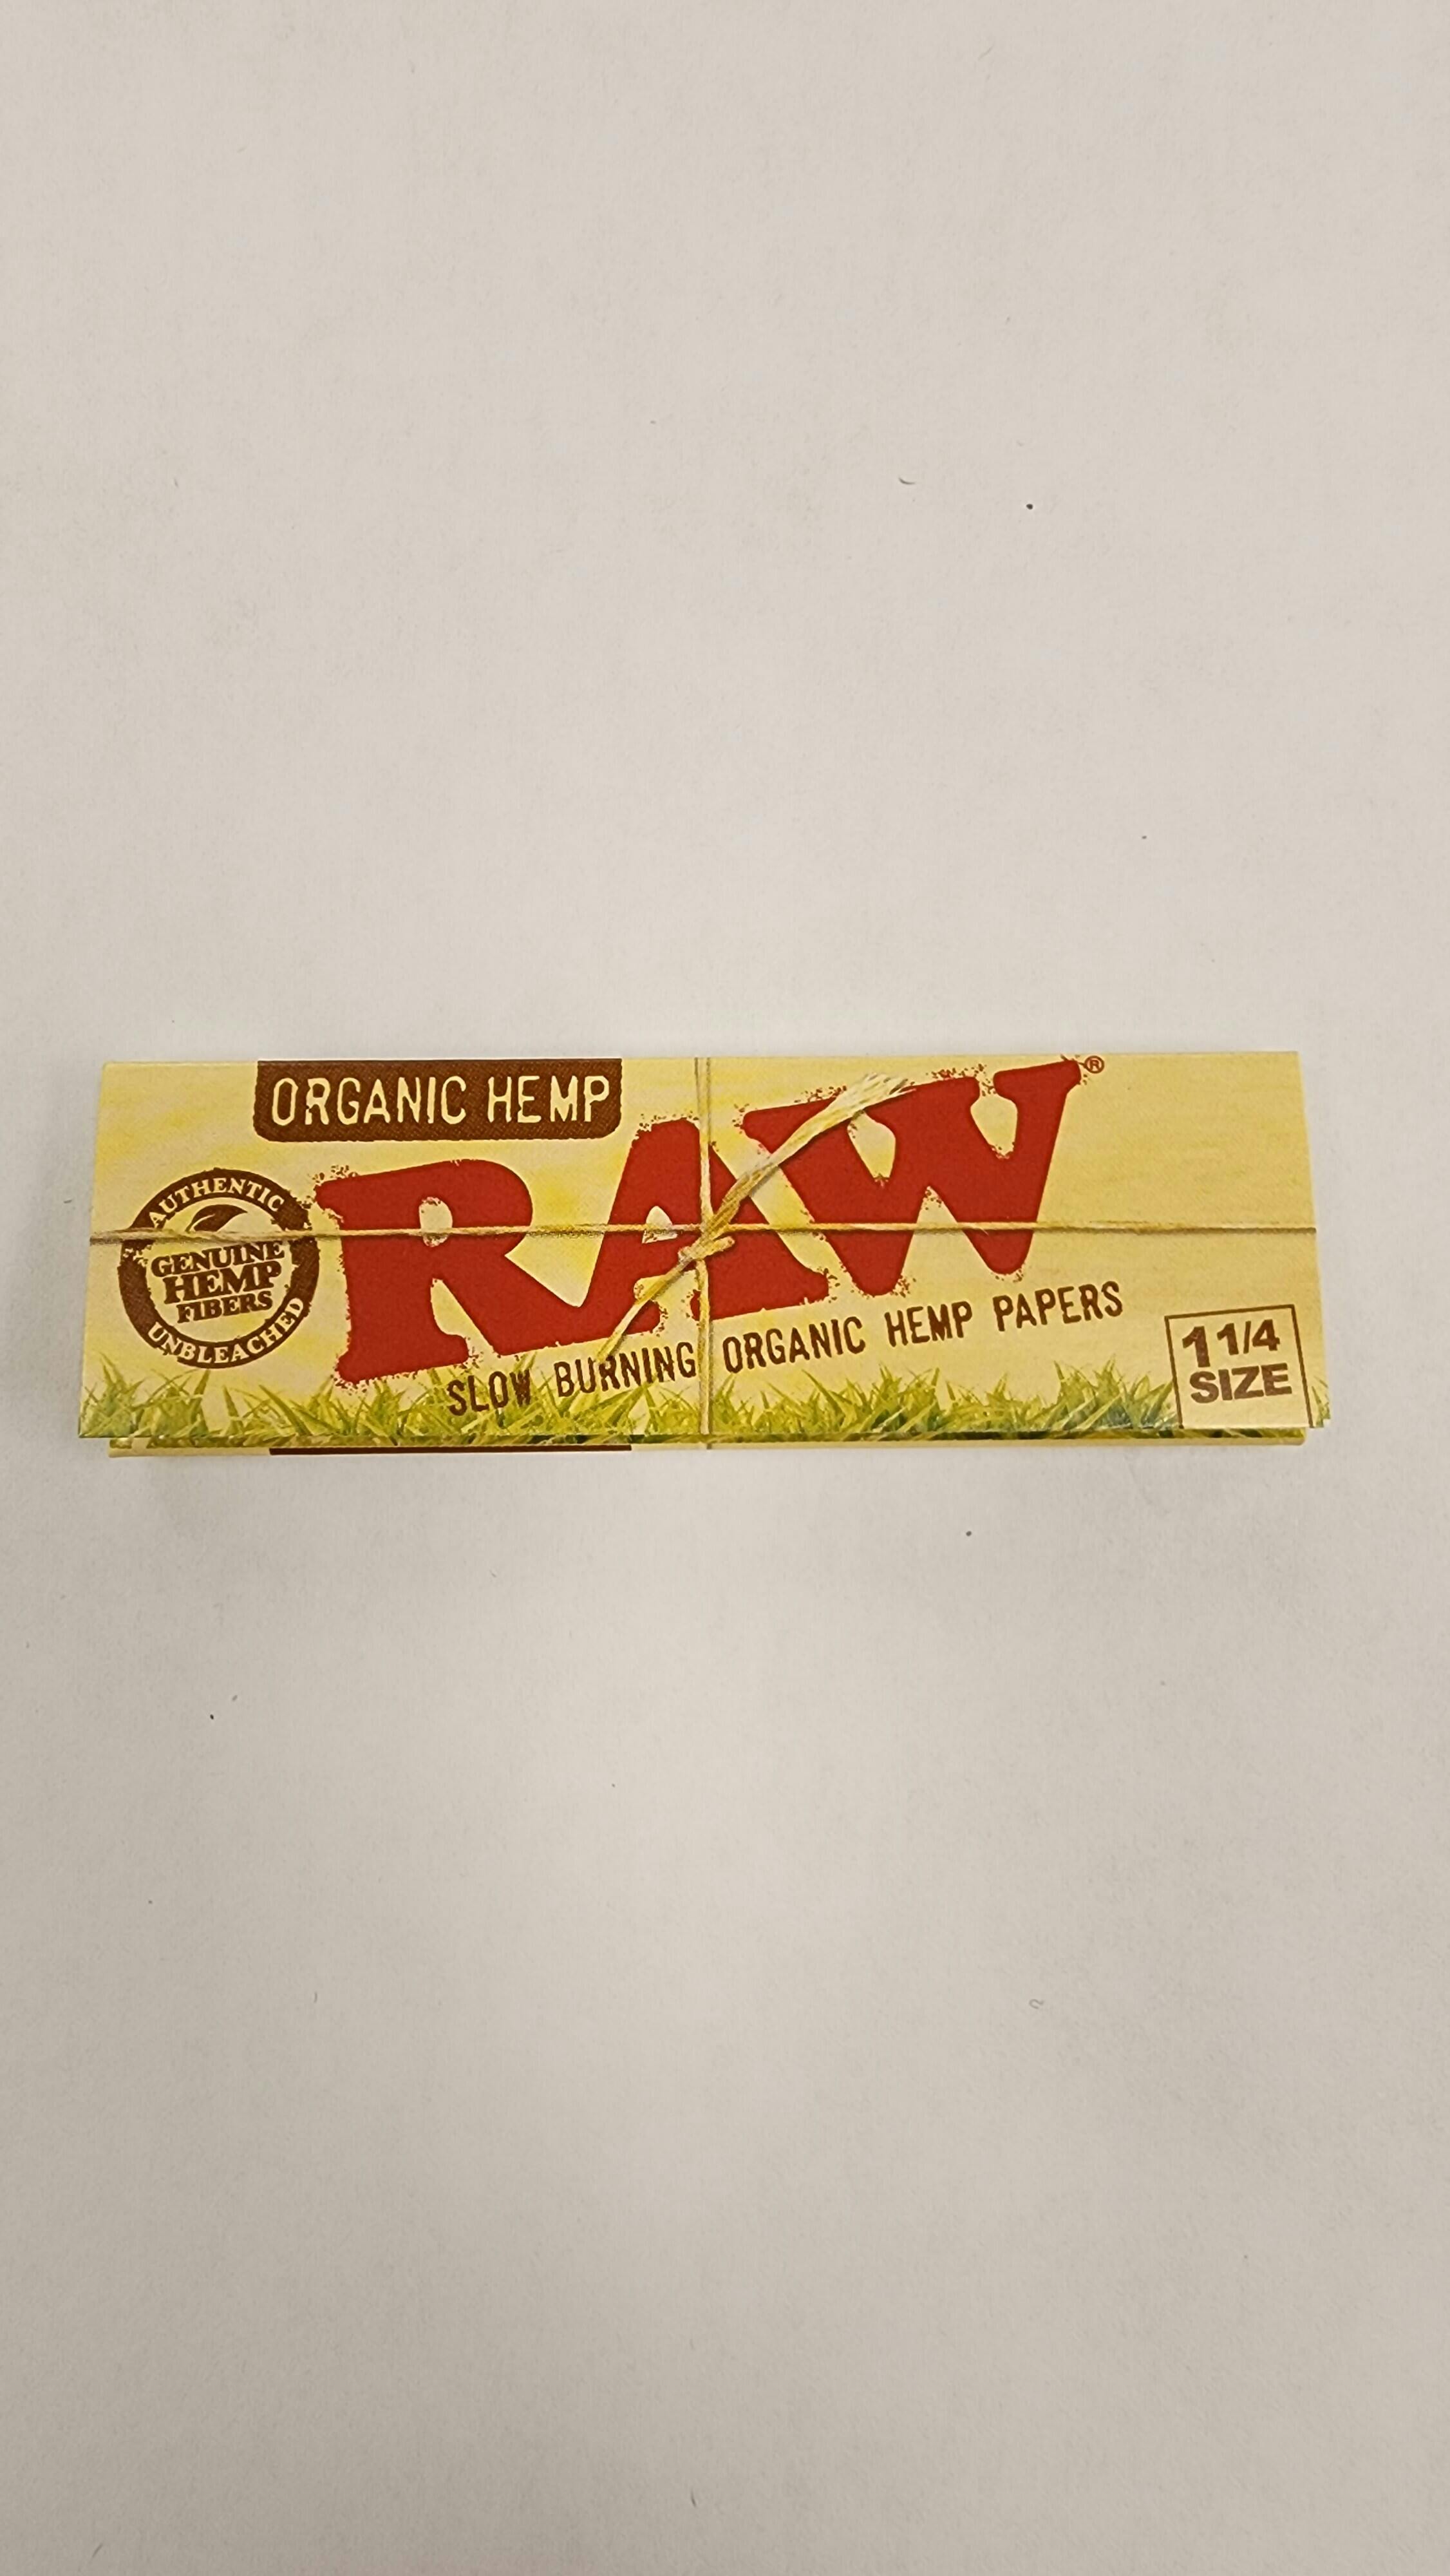 ORGANIC HEMP
RAW®
AUTHENTIC
GENUINE
HEMP
FIBERS
UNBLEACHED
SLOW BURNING ORGANIC HEMP PAPERS
1 1/4
SIZE